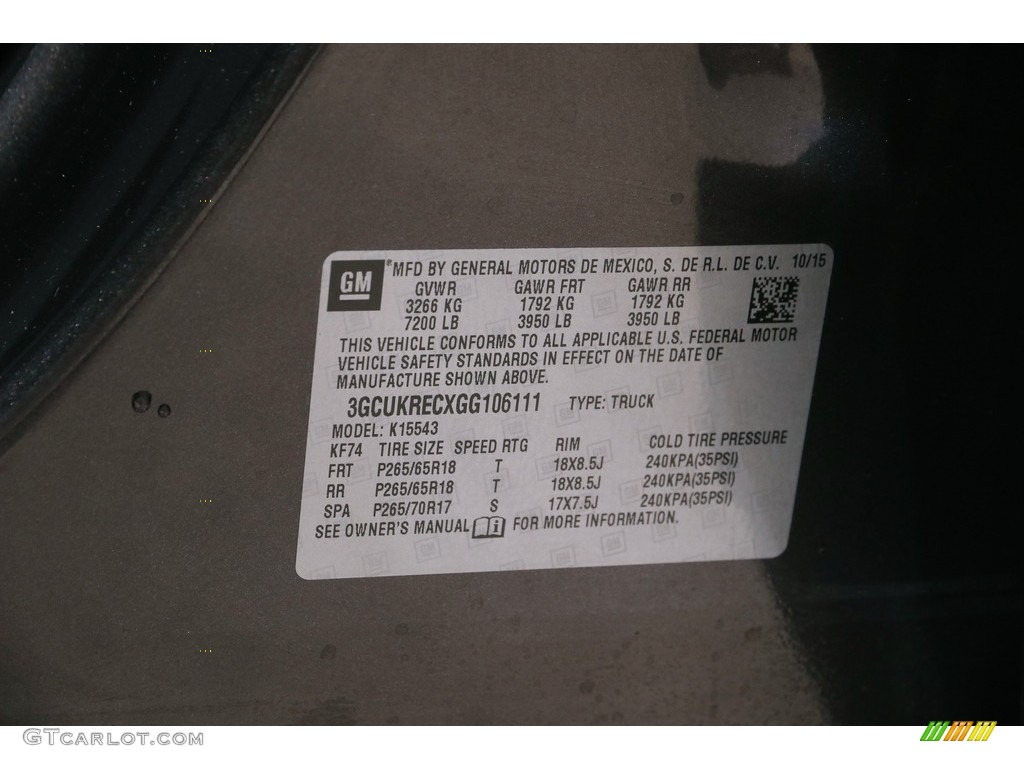 GM *MFD BY GENERAL MOTORS DE MEXICO, S. DE R.L. DE C.V. 10/15
GVWR GAWR FRT GAWR RR
3266 KG 1792 KG 1792 KG
7200 LB 3950 LB 3950 LB
THIS VEHICLE CONFORMS TO ALL APPLICABLE U.S. FEDERAL MOTOR
VEHICLE SAFETY STANDARDS IN EFFECT ON THE DATE OF
MANUFACTURE SHOWN ABOVE.
3GCUKRECXGG106111 TYPE: TRUCK
MODEL: K15543
KF74 TIRE SIZE SPEED RTG RIM COLD TIRE PRESSURE
FRT P265/65R18 T 18X8.5J 240KPA(35PSI)
RR P265/65R18 T 18X8.5J 240KPA(35PSI)
SPA P265/70R17 S 17X7.5J 240KPA(35PSI)
SEE OWNER'S MANUAL i FOR MORE INFORMATION.
GTCarlot.com